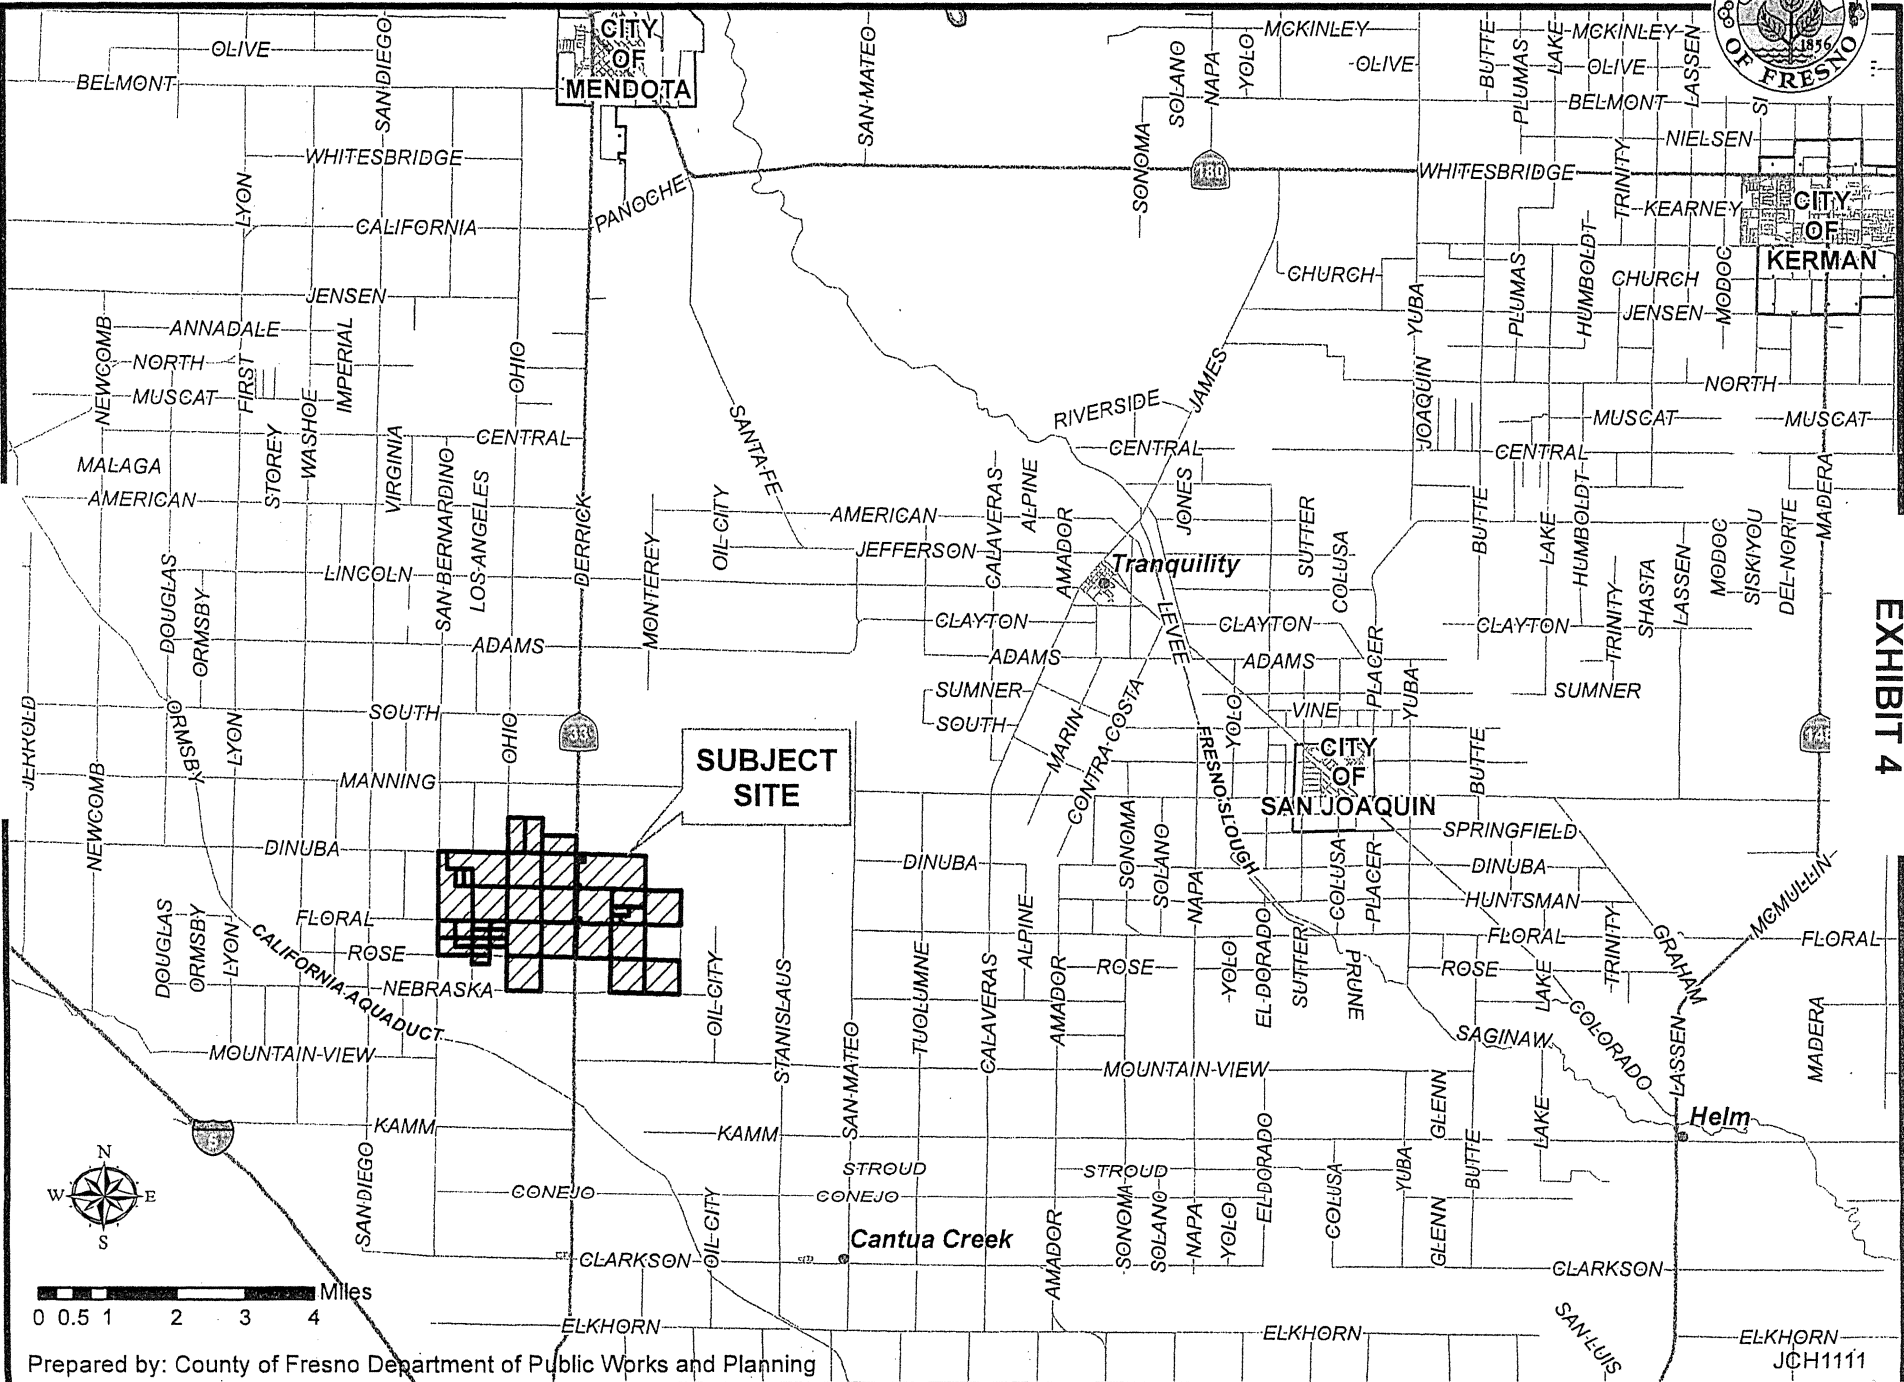 CITY
OF
MENDOTA
MCKINLEY
MCKINLEY
OLIVE
OLIVE
OLIVE
BELMONT
BELMONT
1856
OF FRESNO
SAN DIEGO
SAN MATEO
SOLANO
NAPA
YOLO
BUTTE
PLUMAS
LAKE
LASSEN
SI
NIELSEN
WHITESBRIDGE
WHITESBRIDGE
180
SONOMA
TRINITY
KEARNEY
CITY
OF
KERMAN
LYON
PANOCHE
CALIFORNIA
CHURCH
CHURCH
PLUMAS
HUMBOLDT
MODOC
JENSEN
JENSEN
YUBA
NEWCOMB
ANNADALE
IMPERIAL
NORTH
NORTH
OHIO
FIRST
MUSCAT
MUSCAT
MUSCAT
WASHOE
JAMES
RIVERSIDE
JOAQUIN
SANTA FE
STOREY
VIRGINIA
CENTRAL
CENTRAL
CENTRAL
MALAGA
SAN BERNARDINO
LOS ANGELES
AMERICAN
AMERICAN
DERRICK
OIL CITY
CALAVERAS
ALPINE
AMADOR
JONES
SUTTER
COLUSA
BUTTE
LAKE
HUMBOLDT
MADERA
JEFFERSON
MODOC
SISKIYOU
DEL NORTE
LASSEN
SHASTA
TRINITY
Tranquility
LINCOLN
DOUGLAS
ORMSBY
MONTEREY
LEVEE
CLAYTON
CLAYTON
CLAYTON
EXHIBIT 4
ADAMS
ADAMS
ADAMS
PLACER
YUBA
SUMNER
SUMNER
JERROLD
ORMSBY
LYON
SOUTH
SOUTH
OHIO
33
MARIN
CONTRA COSTA
FRESNO SLOUGH
YOLO
VINE
BUTTE
SUBJECT
SITE
CITY
OF
SAN JOAQUIN
MANNING
NEWCOMB
SPRINGFIELD
DINUBA
DINUBA
DINUBA
SONOMA
SOLANO
NAPA
COLUSA
PLACER
HUNTSMAN
MCMULLIN
DOUGLAS
ORMSBY
LYON
FLORAL
FLORAL
FLORAL
ALPINE
YOLO
EL DORADO
SUTTER
PRUNE
GRAHAM
TRINITY
CALIFORNIA AQUADUCT
ROSE
ROSE
ROSE
LAKE
NEBRASKA
OIL CITY
STANISLAUS
TUOLUMNE
CALAVERAS
AMADOR
COLORADO
SAGINAW
LASSEN
MADERA
MOUNTAIN VIEW
MOUNTAIN VIEW
SAN MATEO
GLENN
LAKE
Helm
5
KAMM
KAMM
N
W E
S
SAN DIEGO
STROUD
STROUD
EL DORADO
COLUSA
YUBA
BUTTE
CONEJO
CONEJO
OIL CITY
AMADOR
SONOMA
SOLANO
NAPA
YOLO
GLENN
Cantua Creek
CLARKSON
CLARKSON
Miles
0 0.5 1 2 3 4
ELKHORN
ELKHORN
ELKHORN
SAN LUIS
Prepared by: County of Fresno Department of Public Works and Planning
JCH1111